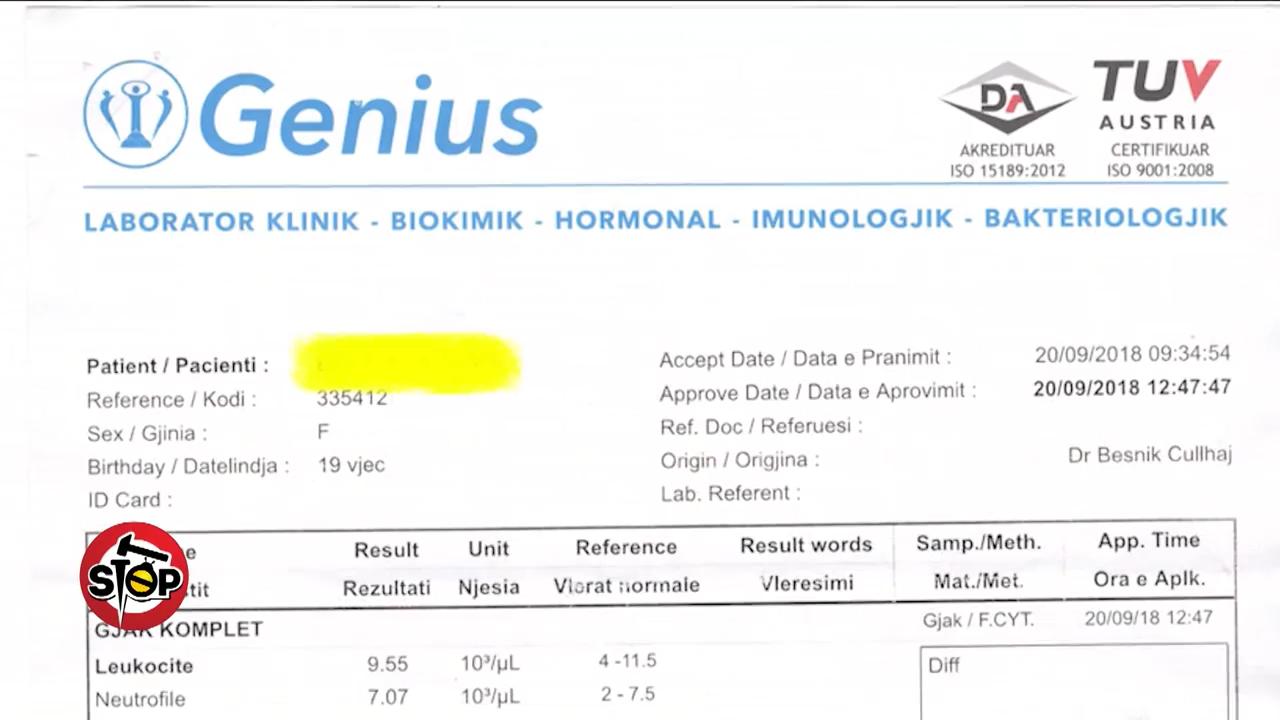 Genius
DA
AKREDITUAR
ISO 15189:2012
TUV
AUSTRIA
CERTIFIKUAR
ISO 9001:2008
LABORATOR KLINIK - BIOKIMIK - HORMONAL - IMUNOLOGJIK - BAKTERIOLOGJIK
Patient / Pacienti :
Reference / Kodi : 335412
Sex / Gjinia : F
Birthday / Datelindja : 19 vjec
ID Card :
Accept Date / Data e Pranimit : 20/09/2018 09:34:54
Approve Date / Data e Aprovimit : 20/09/2018 12:47:47
Ref. Doc / Referuesi :
Origin / Origjina : Dr Besnik Cullhaj
Lab. Referent :
Result Unit Reference Result words Samp./Meth. App. Time
Rezultati Njesia Vlerat normale Vleresimi Mat./Met. Ora e Aplk.
STOP
GJAK KOMPLET Gjak / F.CYT. 20/09/18 12:47
Leukocite 9.55 10³/µL 4 -11.5 Diff
Neutrofile 7.07 10³/µL 2 - 7.5